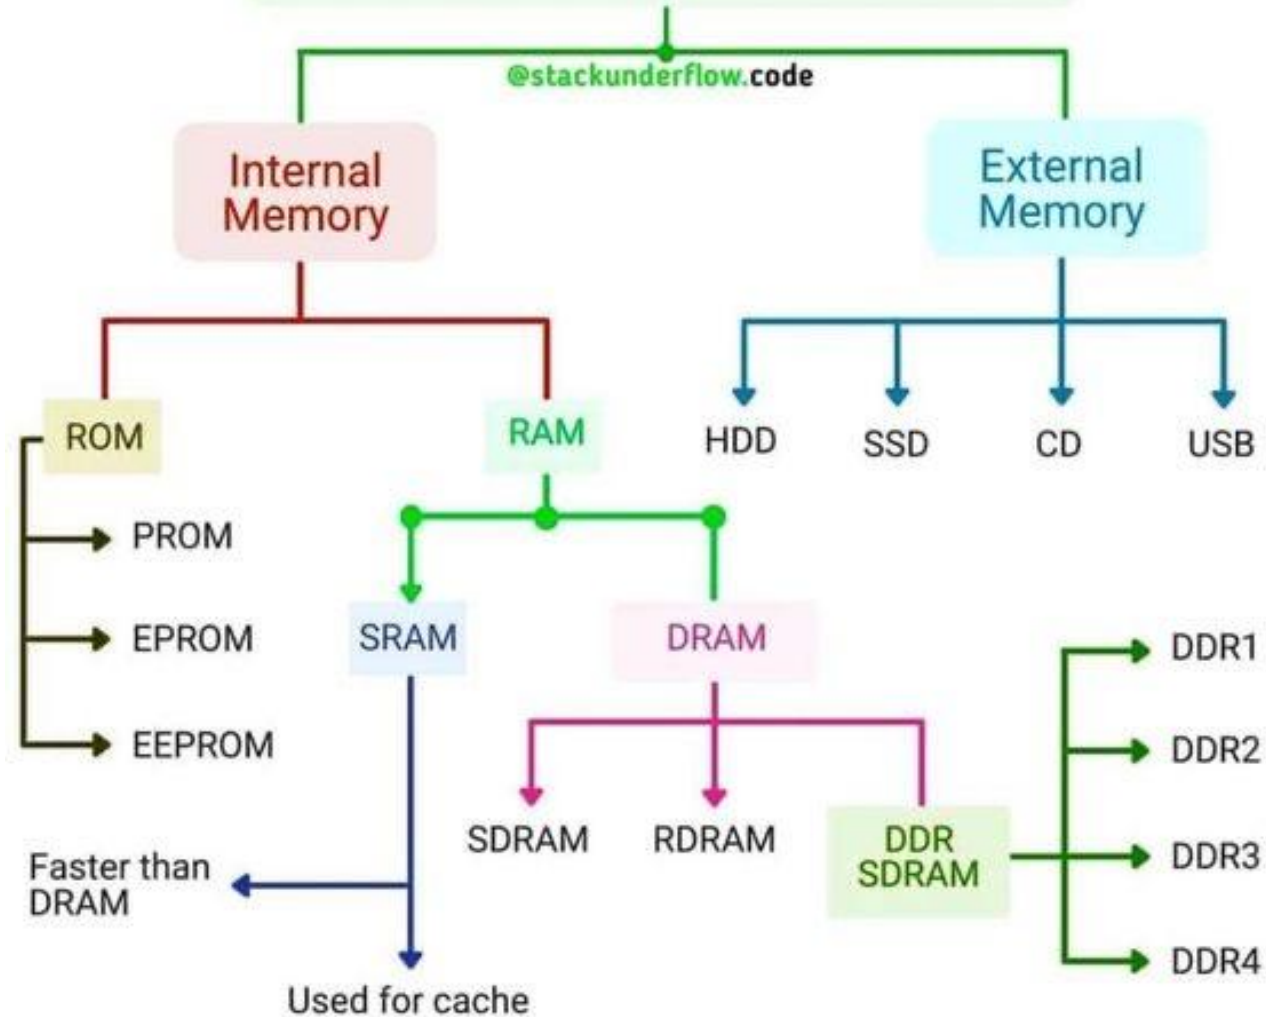 @stackunderflow.code
Internal
Memory
External
Memory
ROM
RAM
HDD
SSD
CD
USB
PROM
EPROM
EEPROM
SRAM
DRAM
DDR1
DDR2
DDR3
DDR4
SDRAM
RDRAM
DDR
SDRAM
Faster than
DRAM
Used for cache